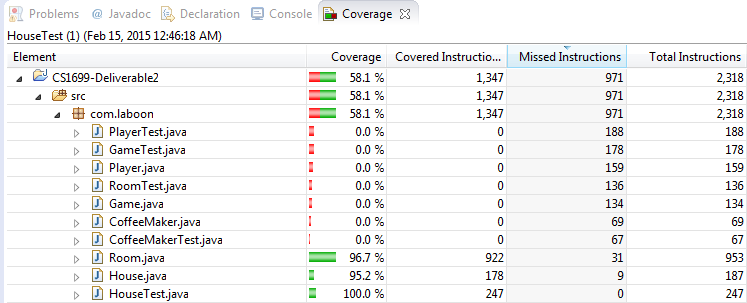 Problems @ Javadoc Declaration Console Coverage
HouseTest (1) (Feb 15, 2015 12:46:18 AM)
Element Coverage Covered Instructio... Missed Instructions Total Instructions
CS1699-Deliverable2 58.1 % 1,347 971 2,318
src 58.1 % 1,347 971 2,318
com.laboon 58.1 % 1,347 971 2,318
PlayerTest.java 0.0 % 0 188 188
GameTest.java 0.0 % 0 178 178
Player.java 0.0 % 0 159 159
RoomTest.java 0.0 % 0 136 136
Game.java 0.0 % 0 134 134
CoffeeMaker.java 0.0 % 0 69 69
CoffeeMakerTest.java 0.0 % 0 67 67
Room.java 96.7 % 922 31 953
House.java 95.2 % 178 9 187
HouseTest.java 100.0 % 247 0 247